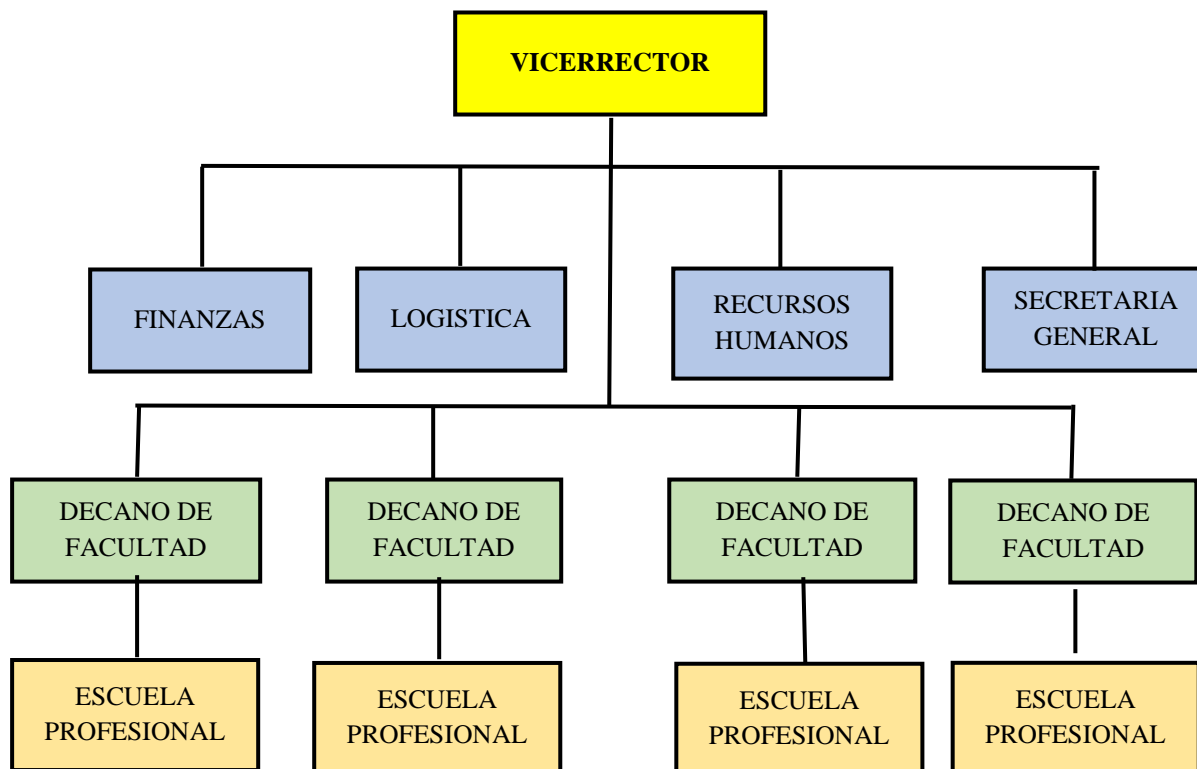 VICERRECTOR
FINANZAS
LOGISTICA
RECURSOS
HUMANOS
SECRETARIA
GENERAL
DECANO DE
FACULTAD
DECANO DE
FACULTAD
DECANO DE
FACULTAD
DECANO DE
FACULTAD
ESCUELA
PROFESIONAL
ESCUELA
PROFESIONAL
ESCUELA
PROFESIONAL
ESCUELA
PROFESIONAL